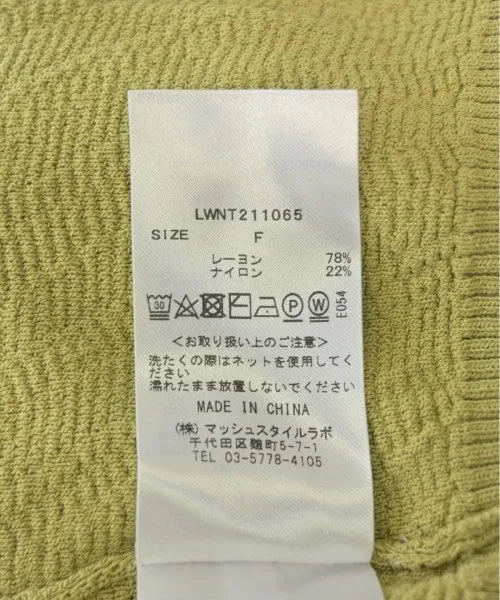 LWNT211065
SIZE F
レーヨン 78%
ナイロン 22%
30 P W E054
<お取り扱い上のご注意>
洗たくの際はネットを使用してく
ださい
濡れたまま放置しないでください
MADE IN CHINA
(株)マッシュスタイルラボ
千代田区麹町5-7-1
TEL 03-5778-4105